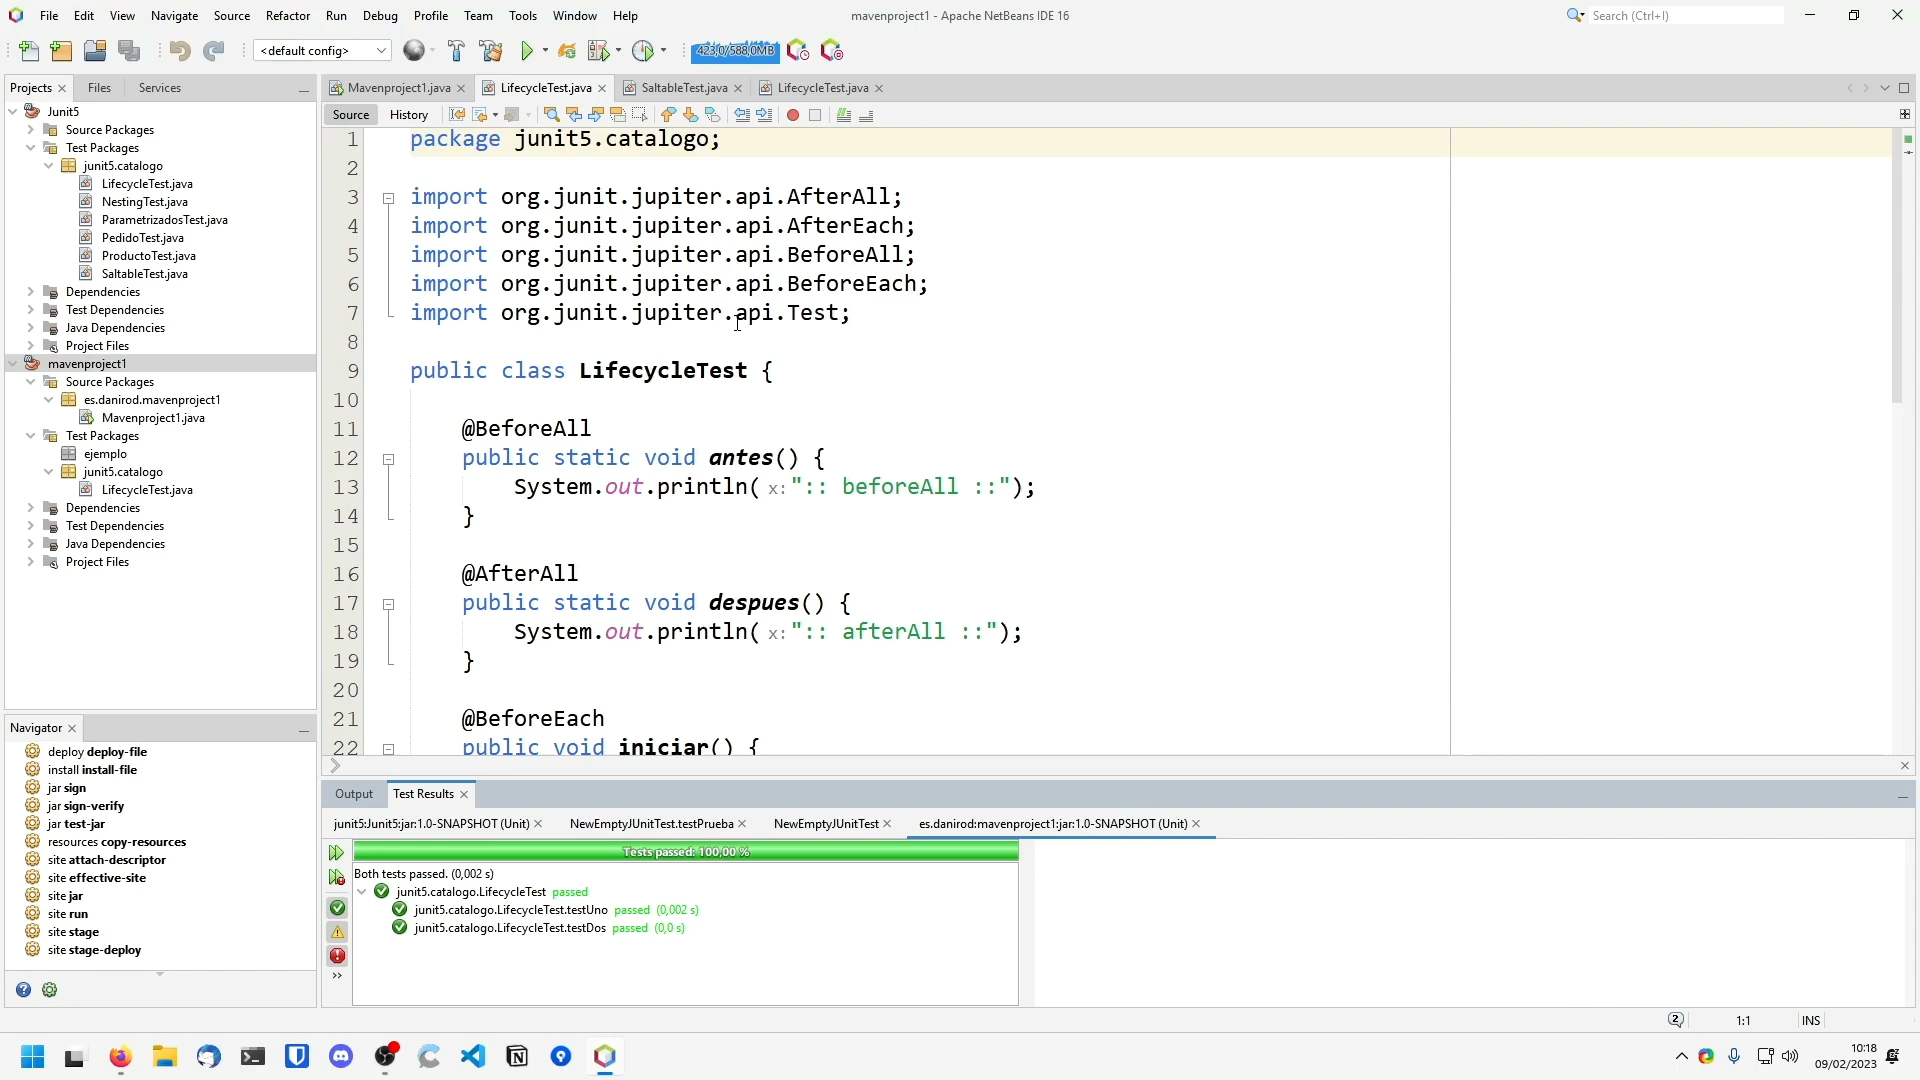 File Edit View Navigate Source Refactor Run Debug Profile Team Tools Window Help
mavenproject1 - Apache NetBeans IDE 16
Search (Ctrl+I)
<default config>
423,0/588,0MB
Projects Files Services
Mavenproject1.java LifecycleTest.java SaltableTest.java LifecycleTest.java
Source History
Junit5
Source Packages
Test Packages
junit5.catalogo
LifecycleTest.java
NestingTest.java
ParametrizadosTest.java
PedidoTest.java
ProductoTest.java
SaltableTest.java
Dependencies
Test Dependencies
Java Dependencies
Project Files
mavenproject1
Source Packages
es.danirod.mavenproject1
Mavenproject1.java
Test Packages
ejemplo
junit5.catalogo
LifecycleTest.java
Dependencies
Test Dependencies
Java Dependencies
Project Files
1 package junit5.catalogo;
2
3 import org.junit.jupiter.api.AfterAll;
4 import org.junit.jupiter.api.AfterEach;
5 import org.junit.jupiter.api.BeforeAll;
6 import org.junit.jupiter.api.BeforeEach;
7 import org.junit.jupiter.api.Test;
8
9 public class LifecycleTest {
10
11 @BeforeAll
12 public static void antes() {
13 System.out.println( x: ":: beforeAll ::");
14 }
15
16 @AfterAll
17 public static void despues() {
18 System.out.println( x: ":: afterAll ::");
19 }
20
21 @BeforeEach
22 public void iniciar() {
Navigator
deploy deploy-file
install install-file
jar sign
jar sign-verify
jar test-jar
resources copy-resources
site attach-descriptor
site effective-site
site jar
site run
site stage
site stage-deploy
Output Test Results
junit5:Junit5:jar:1.0-SNAPSHOT (Unit) NewEmptyJUnitTest.testPrueba NewEmptyJUnitTest es.danirod:mavenproject1:jar:1.0-SNAPSHOT (Unit)
Tests passed: 100,00 %
Both tests passed. (0,002 s)
junit5.catalogo.LifecycleTest passed
junit5.catalogo.LifecycleTest.testUno passed (0,002 s)
junit5.catalogo.LifecycleTest.testDos passed (0,0 s)
2 1:1 INS
10:18
09/02/2023